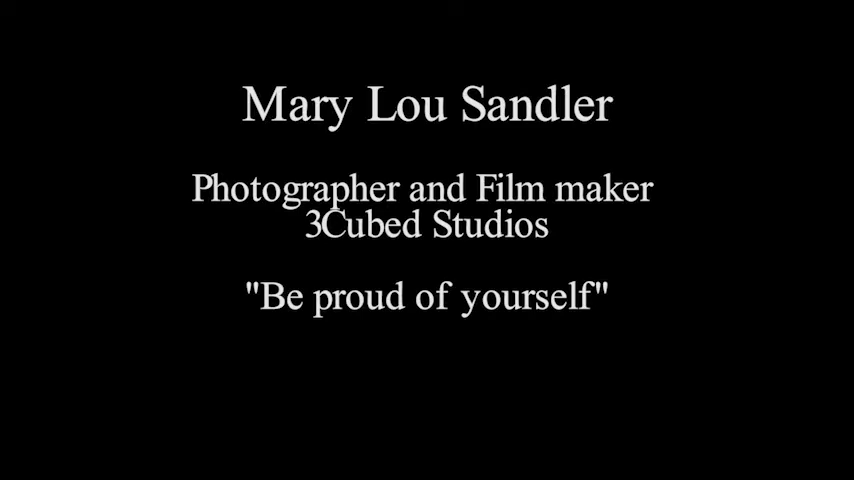 Mary Lou Sandler
Photographer and Film maker
3Cubed Studios
"Be proud of yourself"